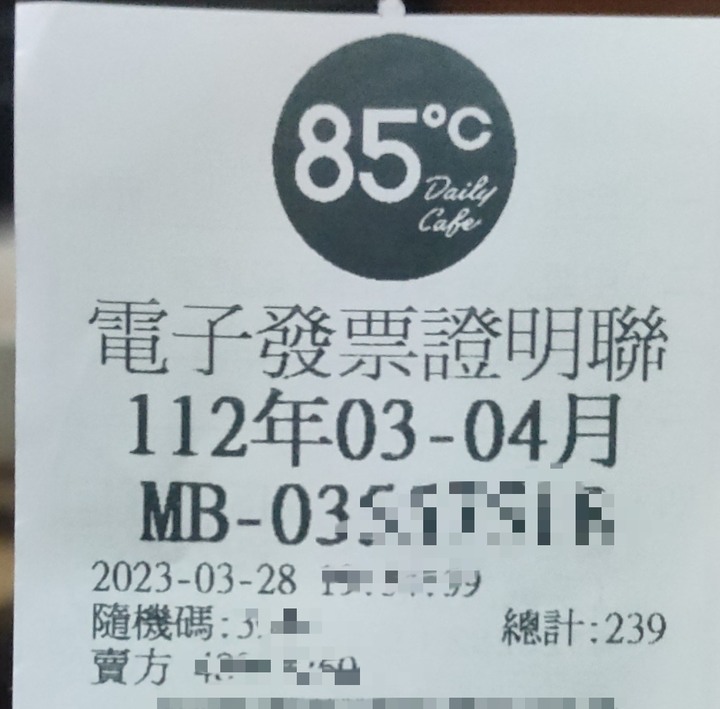 85°C
Daily
Cafe
電子發票證明聯
112年03-04月
MB-03
2023-03-28
隨機碼:
總計:239
賣方